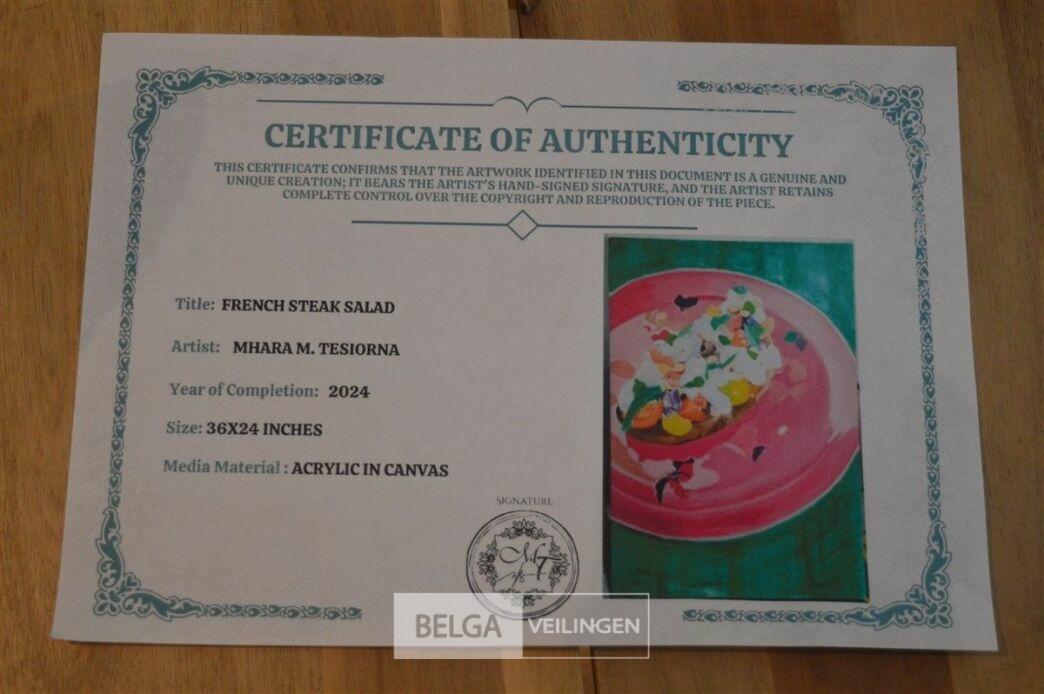 CERTIFICATE OF AUTHENTICITY
THIS CERTIFICATE CONFIRMS THAT THE ARTWORK IDENTIFIED IN THIS DOCUMENT IS A GENUINE AND
UNIQUE CREATION; IT BEARS THE ARTIST'S HAND-SIGNED SIGNATURE, AND THE ARTIST RETAINS
COMPLETE CONTROL OVER THE COPYRIGHT AND REPRODUCTION OF THE PIECE.
Title: FRENCH STEAK SALAD
Artist: MHARA M. TESIORNA
Year of Completion: 2024
Size: 36X24 INCHES
Media Material : ACRYLIC IN CANVAS
SIGNATURE
BELGA VEILINGEN